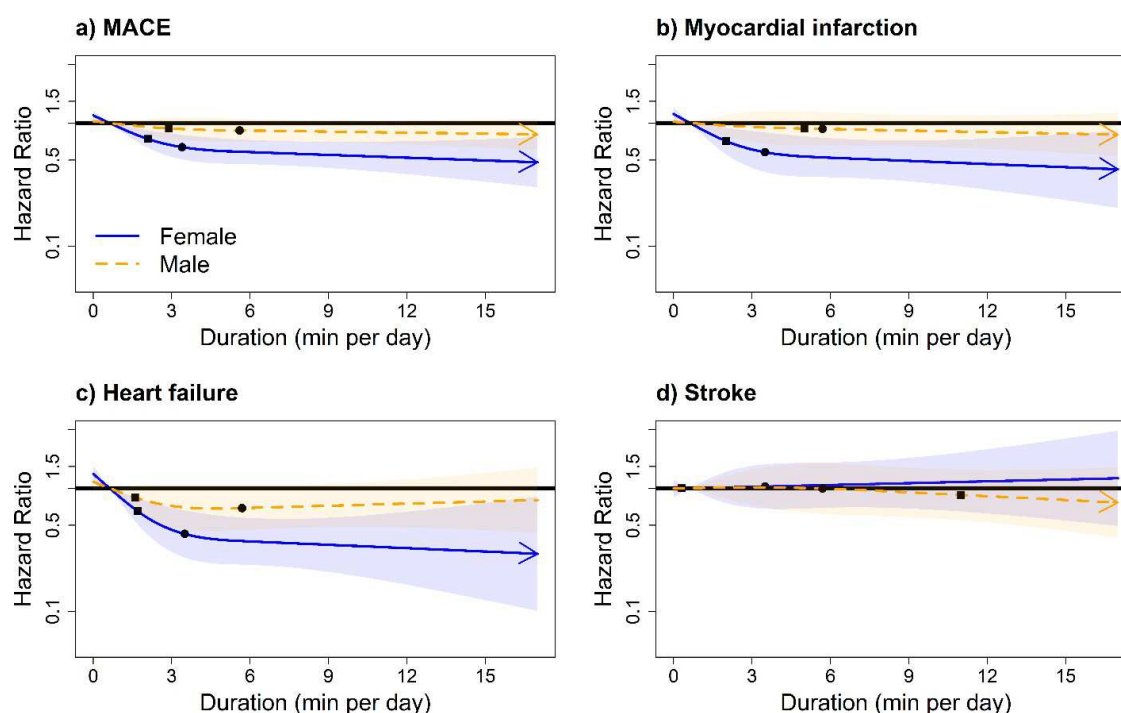 a) MACE
Hazard Ratio
1.5
0.5
0.1
Female
Male
0 3 6 9 12 15
Duration (min per day)
b) Myocardial infarction
Hazard Ratio
1.5
0.5
0.1
0 3 6 9 12 15
Duration (min per day)
c) Heart failure
Hazard Ratio
1.5
0.5
0.1
0 3 6 9 12 15
Duration (min per day)
d) Stroke
Hazard Ratio
1.5
0.5
0.1
0 3 6 9 12 15
Duration (min per day)